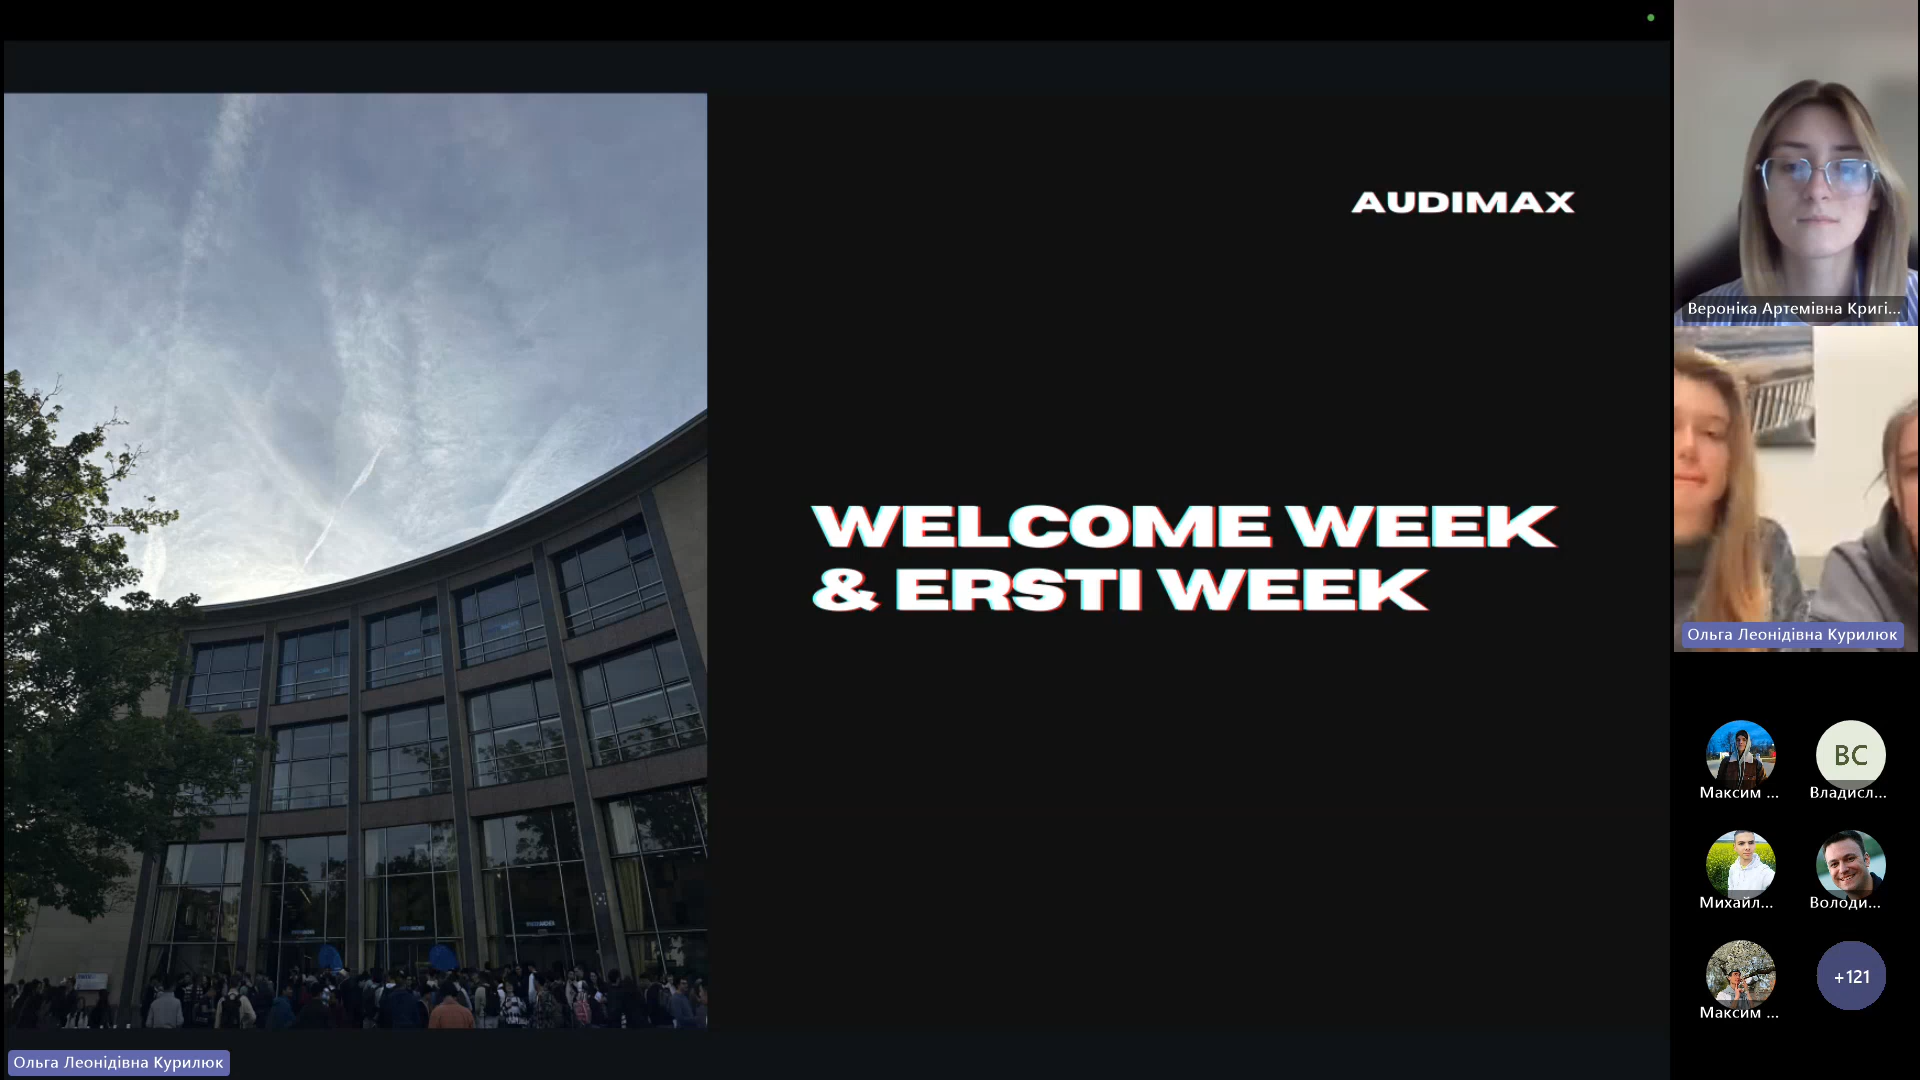 AUDIMAX
WELCOME WEEK
& ERSTI WEEK
Ольга Леонідівна Курилюк
Вероніка Артемівна Кригі...
Ольга Леонідівна Курилюк
ВС
Максим ...
Владисл...
Михайл...
Володи...
Максим ...
+121